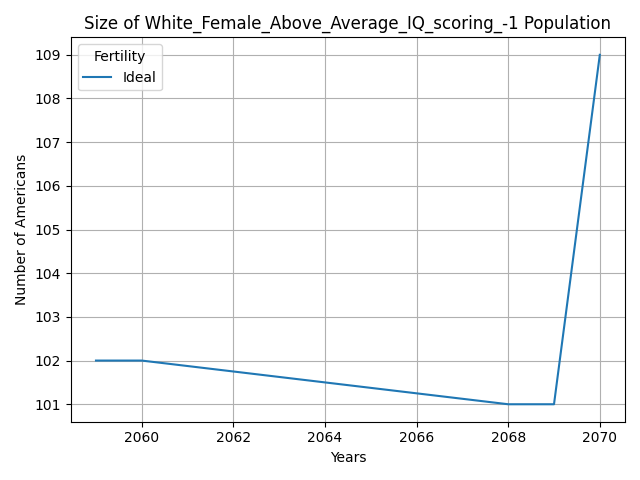 Size of White_Female_Above_Average_IQ_scoring_-1 Population
Fertility
Ideal
Number of Americans
109
108
107
106
105
104
103
102
101
2060 2062 2064 2066 2068 2070
Years